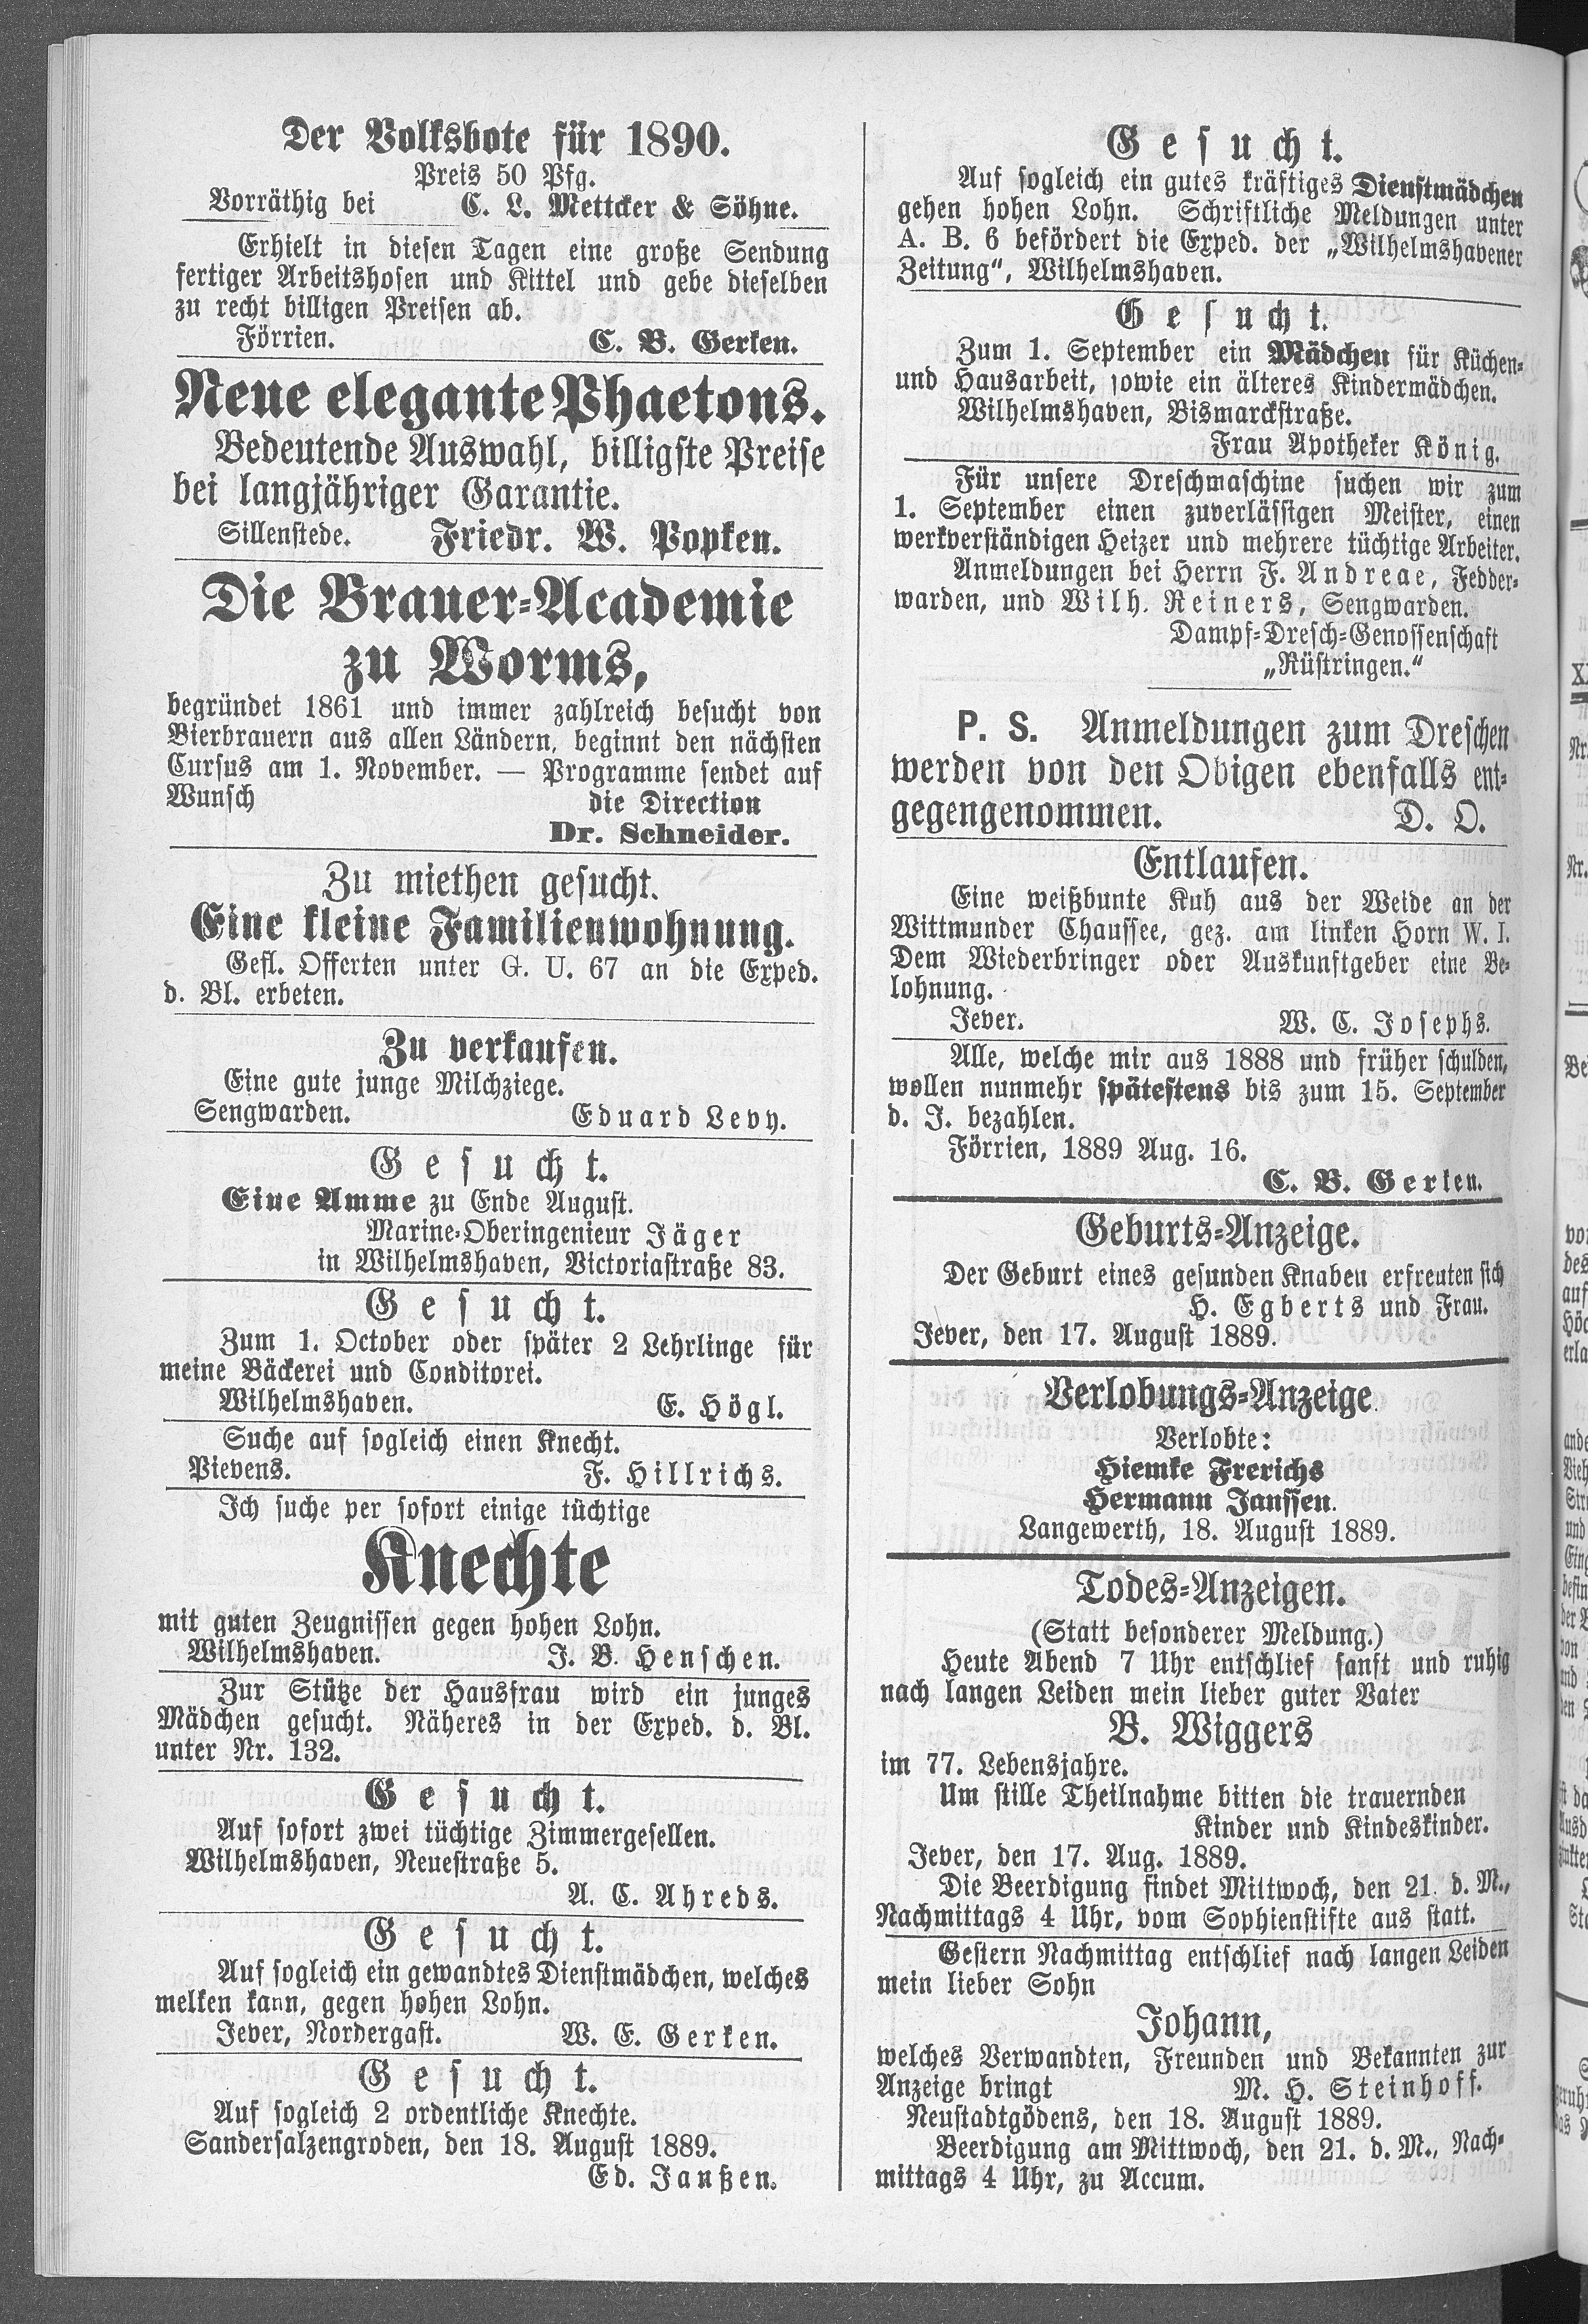 Der Volksbote für 1890.
Preis 50 Pfg.
Vorräthig bei C. L. Mettcker & Söhne.
Erhielt in diesen Tagen eine große Sendung
fertiger Arbeitshosen und Kittel und gebe dieselben
zu recht billigen Preisen ab.
Förrien. C. B. Gerken.
Neue elegante Phaetons.
Bedeutende Auswahl, billigste Preise
bei langjähriger Garantie.
Sillenstede. Friedr. W. Popken.
Die Brauer-Academie
zu Worms,
begründet 1861 und immer zahlreich besucht von
Bierbrauern aus allen Ländern, beginnt den nächsten
Cursus am 1. November. — Programme sendet auf
Wunsch die Direction
Dr. Schneider.
Zu miethen gesucht.
Eine kleine Familienwohnung.
Gefl. Offerten unter G. U. 67 an die Exped.
d. Bl. erbeten.
Zu verkaufen.
Eine gute junge Milchziege.
Sengwarden. Eduard Levy.
Gesucht.
Eine Amme zu Ende August.
Marine-Oberingenieur Jäger
in Wilhelmshaven, Victoriastraße 83.
Gesucht.
Zum 1. October oder später 2 Lehrlinge für
meine Bäckerei und Conditorei.
Wilhelmshaven. E. Högl.
Suche auf sogleich einen Knecht.
Pievens. F. Hillrichs.
Ich suche per sofort einige tüchtige
Knechte
mit guten Zeugnissen gegen hohen Lohn.
Wilhelmshaven. J. B. Henschen.
Zur Stütze der Hausfrau wird ein junges
Mädchen gesucht. Näheres in der Exped. d. Bl.
unter Nr. 132.
Gesucht.
Auf sofort zwei tüchtige Zimmergesellen.
Wilhelmshaven, Neuestraße 5.
A. C. Ahreds.
Gesucht.
Auf sogleich ein gewandtes Dienstmädchen, welches
melken kann, gegen hohen Lohn.
Jever, Nordergast. W. E. Gerken.
Gesucht.
Auf sogleich 2 ordentliche Knechte.
Sandersalzengroden, den 18. August 1889.
Ed. Janßen.
Gesucht.
Auf sogleich ein gutes kräftiges Dienstmädchen
gehen hohen Lohn. Schriftliche Meldungen unter
A. B. 6 befördert die Exped. der „Wilhelmshavener
Zeitung“, Wilhelmshaven.
Gesucht.
Zum 1. September ein Mädchen für Küchen-
und Hausarbeit, sowie ein älteres Kindermädchen.
Wilhelmshaven, Bismarckstraße.
Frau Apotheker König.
Für unsere Dreschmaschine suchen wir zum
1. September einen zuverlässigen Meister, einen
werkverständigen Heizer und mehrere tüchtige Arbeiter.
Anmeldungen bei Herrn F. Andreae, Fedder-
warden, und Wilh. Reiners, Sengwarden.
Dampf-Dresch-Genossenschaft
„Rüstringen.“
P. S. Anmeldungen zum Dreschen
werden von den Obigen ebenfalls ent-
gegengenommen. D. O.
Entlaufen.
Eine weißbunte Kuh aus der Weide an der
Wittmunder Chaussee, gez. am linken Horn W. I.
Dem Wiederbringer oder Auskunftgeber eine Be-
lohnung.
Jever. W. C. Josephs.
Alle, welche mir aus 1888 und früher schulden,
wollen nunmehr spätestens bis zum 15. September
d. J. bezahlen.
Förrien, 1889 Aug. 16.
C. B. Gerken.
Geburts-Anzeige.
Der Geburt eines gesunden Knaben erfreuten sich
H. Egberts und Frau.
Jever, den 17. August 1889.
Verlobungs-Anzeige.
Verlobte:
Hiemke Frerichs
Hermann Janssen.
Langewerth, 18. August 1889.
Todes-Anzeigen.
(Statt besonderer Meldung.)
Heute Abend 7 Uhr entschlief sanft und ruhig
nach langen Leiden mein lieber guter Vater
B. Wiggers
im 77. Lebensjahre.
Um stille Theilnahme bitten die trauernden
Kinder und Kindeskinder.
Jever, den 17. Aug. 1889.
Die Beerdigung findet Mittwoch, den 21. d. M.,
Nachmittags 4 Uhr, vom Sophienstifte aus statt.
Gestern Nachmittag entschlief nach langen Leiden
mein lieber Sohn
Johann,
welches Verwandten, Freunden und Bekannten zur
Anzeige bringt M. H. Steinhoff.
Neustadtgödens, den 18. August 1889.
Beerdigung am Mittwoch, den 21. d. M., Nach-
mittags 4 Uhr, zu Accum.